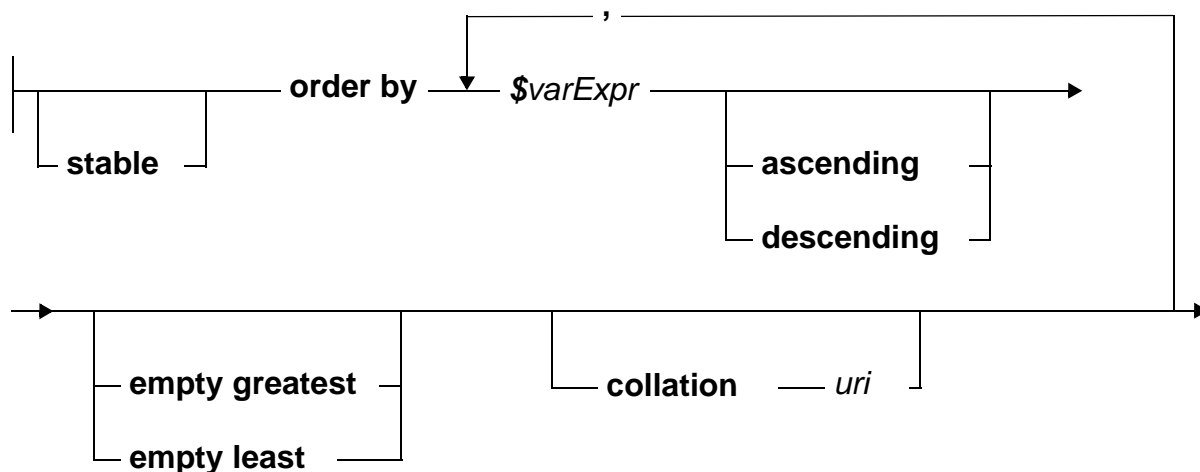 ,
order by $varExpr
stable ascending
descending
empty greatest collation uri
empty least